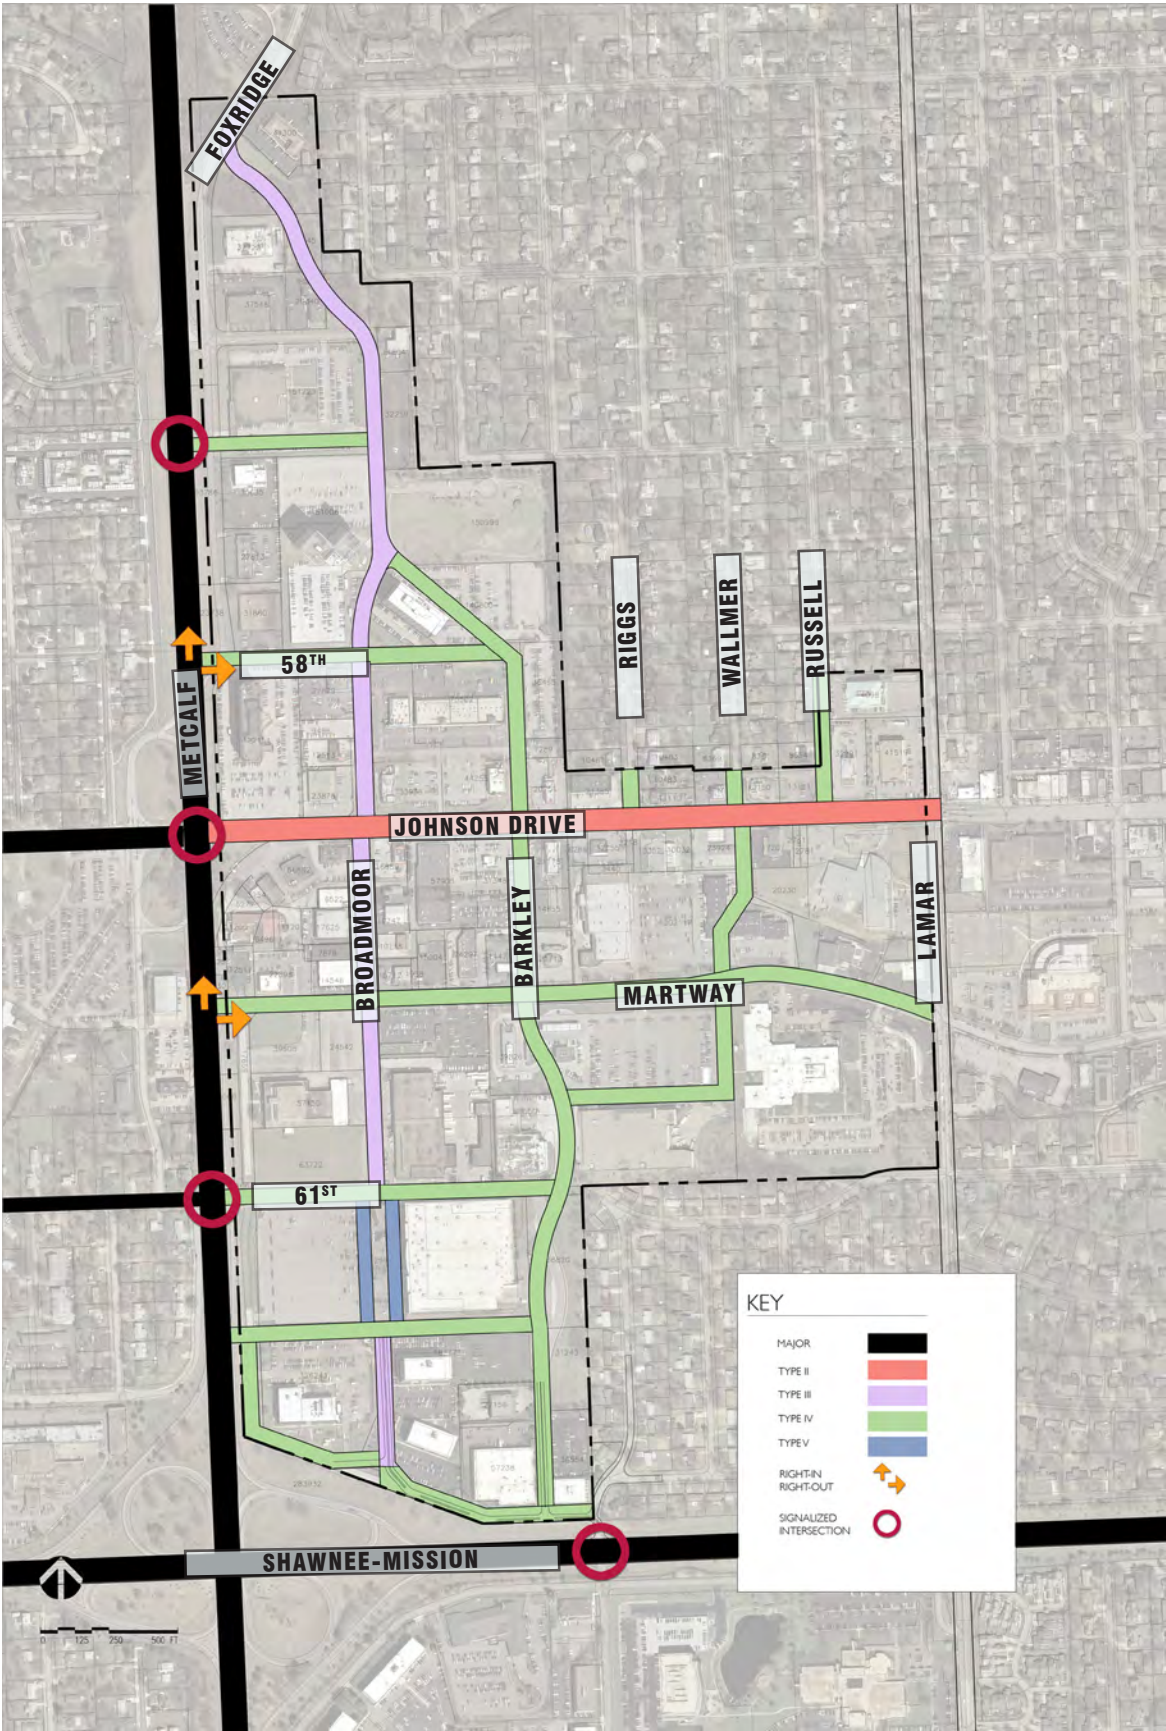 FOXRIDGE
RIGGS
WALLMER
RUSSELL
58TH
METCALF
JOHNSON DRIVE
BROADMOOR
BARKLEY
LAMAR
MARTWAY
61ST
KEY
MAJOR
TYPE II
TYPE III
TYPE IV
TYPE V
RIGHT-IN
RIGHT-OUT
SIGNALIZED
INTERSECTION
SHAWNEE-MISSION
0 125 250 500 FT